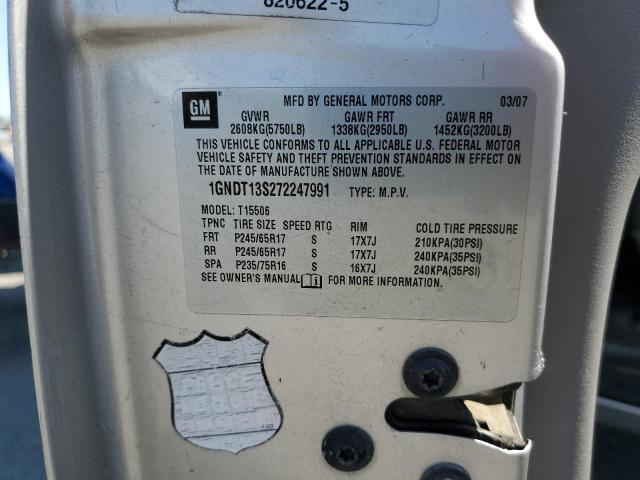 820622-5
GM
MFD BY GENERAL MOTORS CORP. 03/07
GVWR GAWR FRT GAWR RR
2608KG(5750LB) 1338KG(2950LB) 1452KG(3200LB)
THIS VEHICLE CONFORMS TO ALL APPLICABLE U.S. FEDERAL MOTOR
VEHICLE SAFETY AND THEFT PREVENTION STANDARDS IN EFFECT ON
THE DATE OF MANUFACTURE SHOWN ABOVE.
1GNDT13S272247991 TYPE: M.P.V.
MODEL: T15506
TPNC TIRE SIZE SPEED RTG RIM COLD TIRE PRESSURE
FRT P245/65R17 S 17X7J 210KPA(30PSI)
RR P245/65R17 S 17X7J 240KPA(35PSI)
SPA P235/75R16 S 16X7J 240KPA(35PSI)
SEE OWNER'S MANUAL FOR MORE INFORMATION.